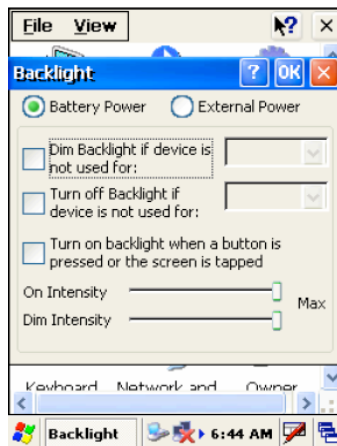 File View
Backlight ? OK
Battery Power External Power
Dim Backlight if device is
not used for:
Turn off Backlight if
device is not used for:
Turn on backlight when a button is
pressed or the screen is tapped
On Intensity
Max
Dim Intensity
Keyboard Network and Owner
Backlight 6:44 AM